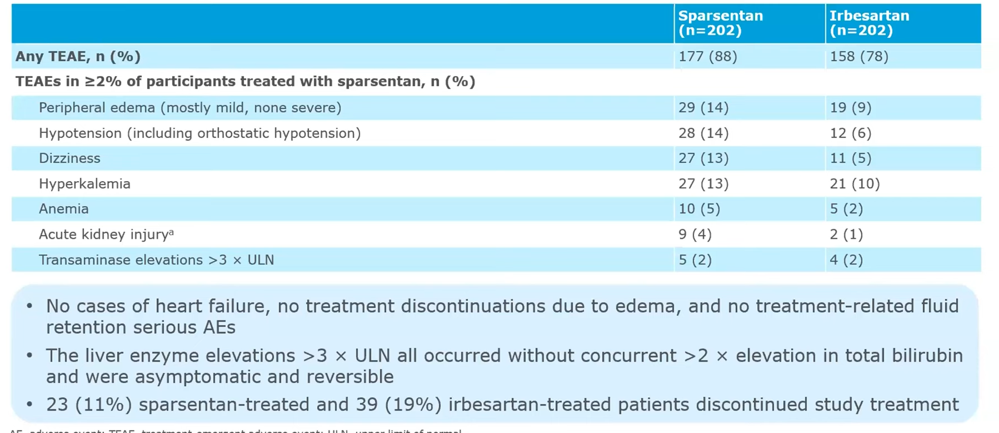 Sparsentan Irbesartan
(n=202) (n=202)
Any TEAE, n (%) 177 (88) 158 (78)
TEAEs in ≥2% of participants treated with sparsentan, n (%)
Peripheral edema (mostly mild, none severe) 29 (14) 19 (9)
Hypotension (including orthostatic hypotension) 28 (14) 12 (6)
Dizziness 27 (13) 11 (5)
Hyperkalemia 27 (13) 21 (10)
Anemia 10 (5) 5 (2)
Acute kidney injuryᵃ 9 (4) 2 (1)
Transaminase elevations >3 × ULN 5 (2) 4 (2)
• No cases of heart failure, no treatment discontinuations due to edema, and no treatment-related fluid
retention serious AEs
• The liver enzyme elevations >3 × ULN all occurred without concurrent >2 × elevation in total bilirubin
and were asymptomatic and reversible
• 23 (11%) sparsentan-treated and 39 (19%) irbesartan-treated patients discontinued study treatment
AE, adverse event; TEAE, treatment-emergent adverse event; ULN, upper limit of normal